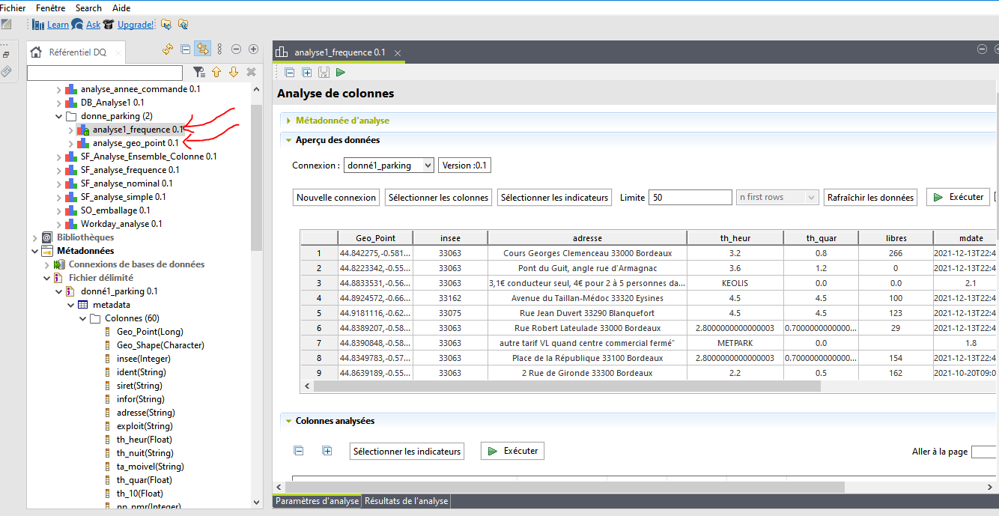 Fichier Fenêtre Search Aide
Learn Ask Upgrade!
Référentiel DQ
analyse_annee_commande 0.1
DB_Analyse1 0.1
donne_parking (2)
analyse1_frequence 0.1
analyse_geo_point 0.1
SF_Analyse_Ensemble_Colonne 0.1
SF_analyse_frequence 0.1
SF_analyse_nominal 0.1
SF_analyse_simple 0.1
SO_emballage 0.1
Workday_analyse 0.1
Bibliothèques
Métadonnées
Connexions de bases de données
Fichier délimité
donné1_parking 0.1
metadata
Colonnes (60)
Geo_Point(Long)
Geo_Shape(Character)
insee(Integer)
ident(String)
siret(String)
infor(String)
adresse(String)
exploit(String)
th_heur(Float)
th_nuit(String)
ta_moivel(String)
th_quar(Float)
th_10(Float)
np_pmr(Integer)
analyse1_frequence 0.1
Analyse de colonnes
Métadonnée d'analyse
Aperçu des données
Connexion : donné1_parking Version :0.1
Nouvelle connexion Sélectionner les colonnes Sélectionner les indicateurs Limite 50 n first rows Rafraîchir les données Exécuter
Geo_Point insee adresse th_heur th_quar libres mdate
1 44.842275,-0.581... 33063 Cours Georges Clemenceau 33000 Bordeaux 3.2 0.8 266 2021-12-13T22:4
2 44.8223342,-0.55... 33063 Pont du Guit, angle rue d'Armagnac 3.6 1.2 0 2021-12-13T22:4
3 44.8833531,-0.56... 33063 3,1€ conducteur seul, 4€ pour 2 à 5 personnes da... KEOLIS 0.0 0.0 2.1
4 44.8924572,-0.66... 33162 Avenue du Taillan-Médoc 33320 Eysines 4.5 4.5 100 2021-12-13T22:4
5 44.9181116,-0.62... 33075 Rue Jean Duvert 33290 Blanquefort 4.5 4.5 123 2021-12-13T22:4
6 44.8389207,-0.58... 33063 Rue Robert Lateulade 33000 Bordeaux 2.8000000000000003 0.7000000000000... 29 2021-12-13T22:4
7 44.8390848,-0.58... 33063 autre tarif VL quand centre commercial fermé" METPARK 0.0 1.8
8 44.8349783,-0.57... 33063 Place de la République 33100 Bordeaux 2.8000000000000003 0.7000000000000... 154 2021-12-13T22:4
9 44.8639189,-0.55... 33063 2 Rue de Gironde 33300 Bordeaux 2.2 0.5 162 2021-10-20T09:0
Colonnes analysées
Sélectionner les indicateurs Exécuter Aller à la page
Paramètres d'analyse Résultats de l'analyse